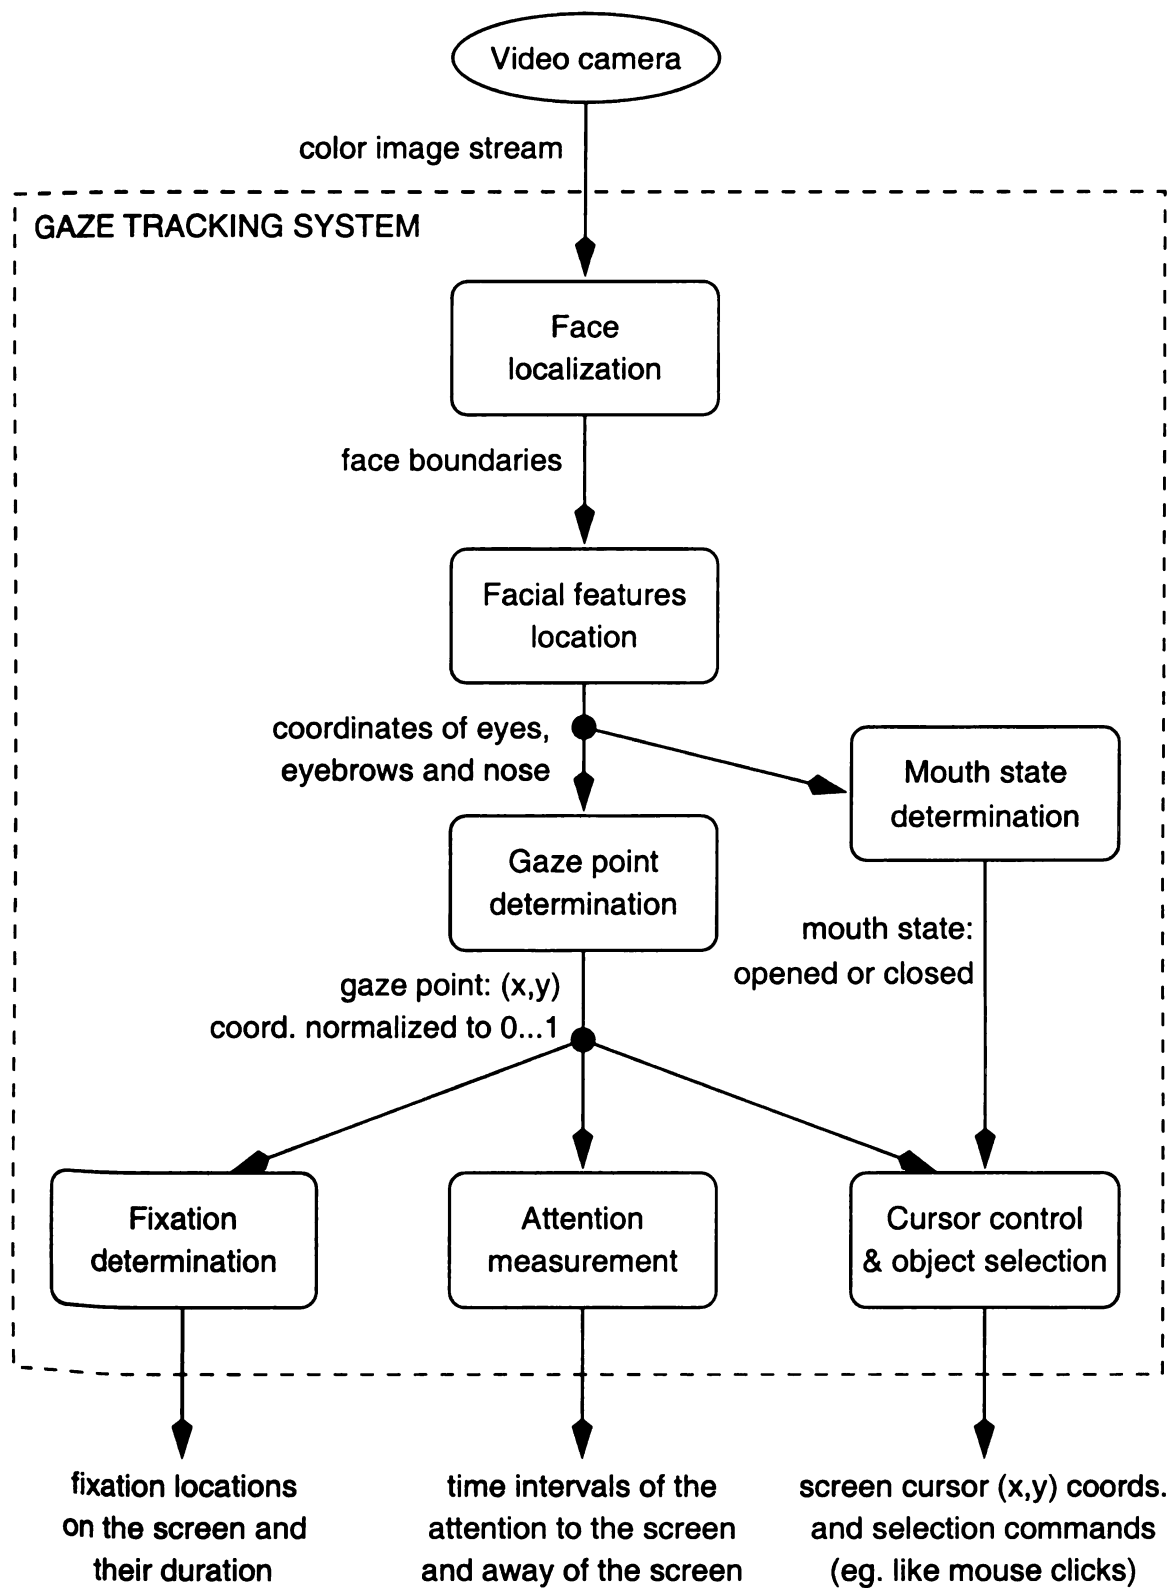 Video camera
color image stream
GAZE TRACKING SYSTEM
Face
localization
face boundaries
Facial features
location
coordinates of eyes,
eyebrows and nose
Mouth state
determination
Gaze point
determination
mouth state:
opened or closed
gaze point: (x,y)
coord. normalized to 0...1
Fixation
determination
Attention
measurement
Cursor control
& object selection
fixation locations
on the screen and
their duration
time intervals of the
attention to the screen
and away of the screen
screen cursor (x,y) coords.
and selection commands
(eg. like mouse clicks)